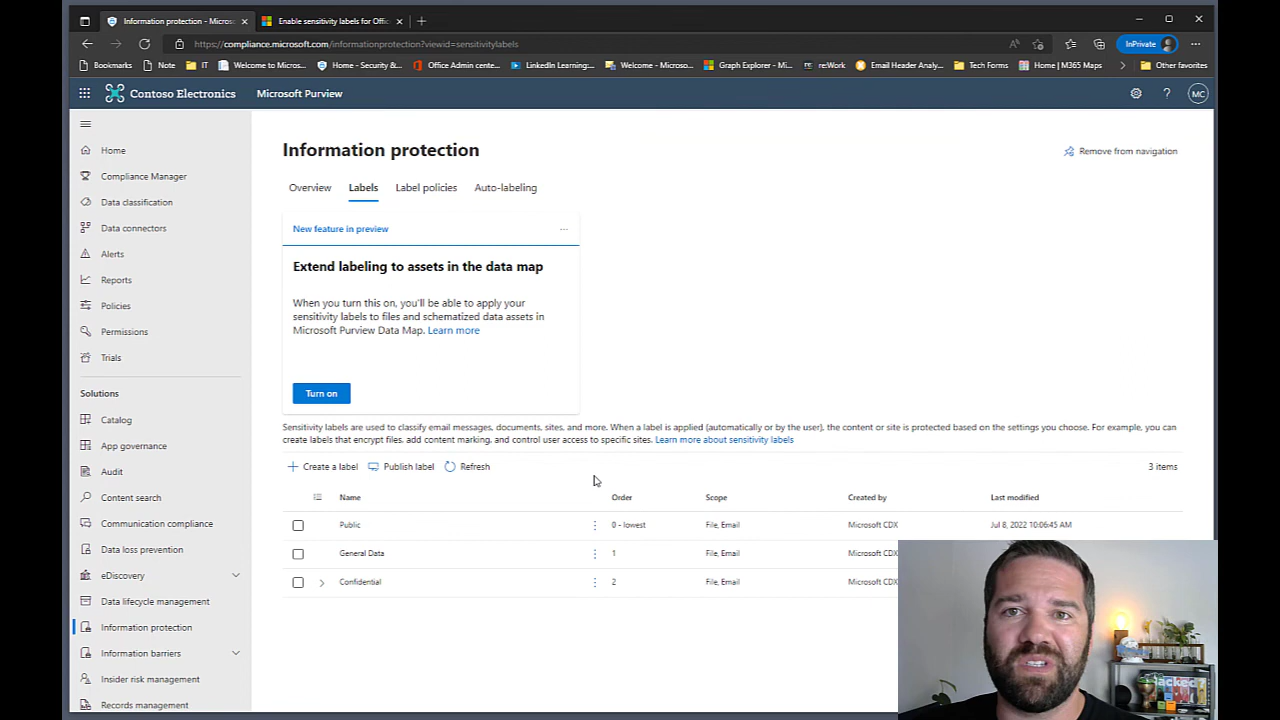 Information protection - Micros
Enable sensitivity labels for Offic
https://compliance.microsoft.com/informationprotection?viewid=sensitivitylabels
InPrivate
Bookmarks
Note
IT
Welcome to Micros...
Home - Security &...
Office Admin cente...
LinkedIn Learning:...
Welcome - Microso...
Graph Explorer - Mi...
re:Work
Email Header Analy...
Tech Forms
Home | M365 Maps
Other favorites
Contoso Electronics
Microsoft Purview
MC
Home
Compliance Manager
Data classification
Data connectors
Alerts
Reports
Policies
Permissions
Trials
Solutions
Catalog
App governance
Audit
Content search
Communication compliance
Data loss prevention
eDiscovery
Data lifecycle management
Information protection
Information barriers
Insider risk management
Records management
Information protection
Remove from navigation
Overview
Labels
Label policies
Auto-labeling
New feature in preview
Extend labeling to assets in the data map
When you turn this on, you'll be able to apply your
sensitivity labels to files and schematized data assets in
Microsoft Purview Data Map. Learn more
Turn on
Sensitivity labels are used to classify email messages, documents, sites, and more. When a label is applied (automatically or by the user), the content or site is protected based on the settings you choose. For example, you can
create labels that encrypt files, add content marking, and control user access to specific sites. Learn more about sensitivity labels
Create a label
Publish label
Refresh
3 items
Name Order Scope Created by Last modified
Public 0 - lowest File, Email Microsoft CDX Jul 8, 2022 10:06:45 AM
General Data 1 File, Email Microsoft CDX
Confidential 2 File, Email Microsoft CDX
hacked